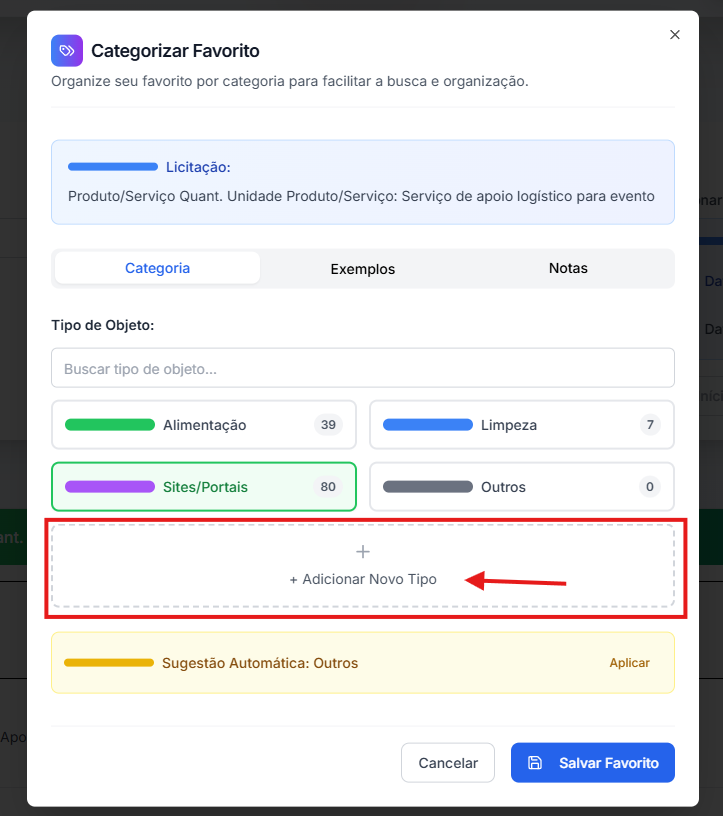 Categorizar Favorito
Organize seu favorito por categoria para facilitar a busca e organização.
Licitação:
Produto/Serviço Quant. Unidade Produto/Serviço: Serviço de apoio logístico para evento
Categoria
Exemplos
Notas
Tipo de Objeto:
Buscar tipo de objeto...
Alimentação 39
Limpeza 7
Sites/Portais 80
Outros 0
+ Adicionar Novo Tipo
Sugestão Automática: Outros
Aplicar
Cancelar
Salvar Favorito